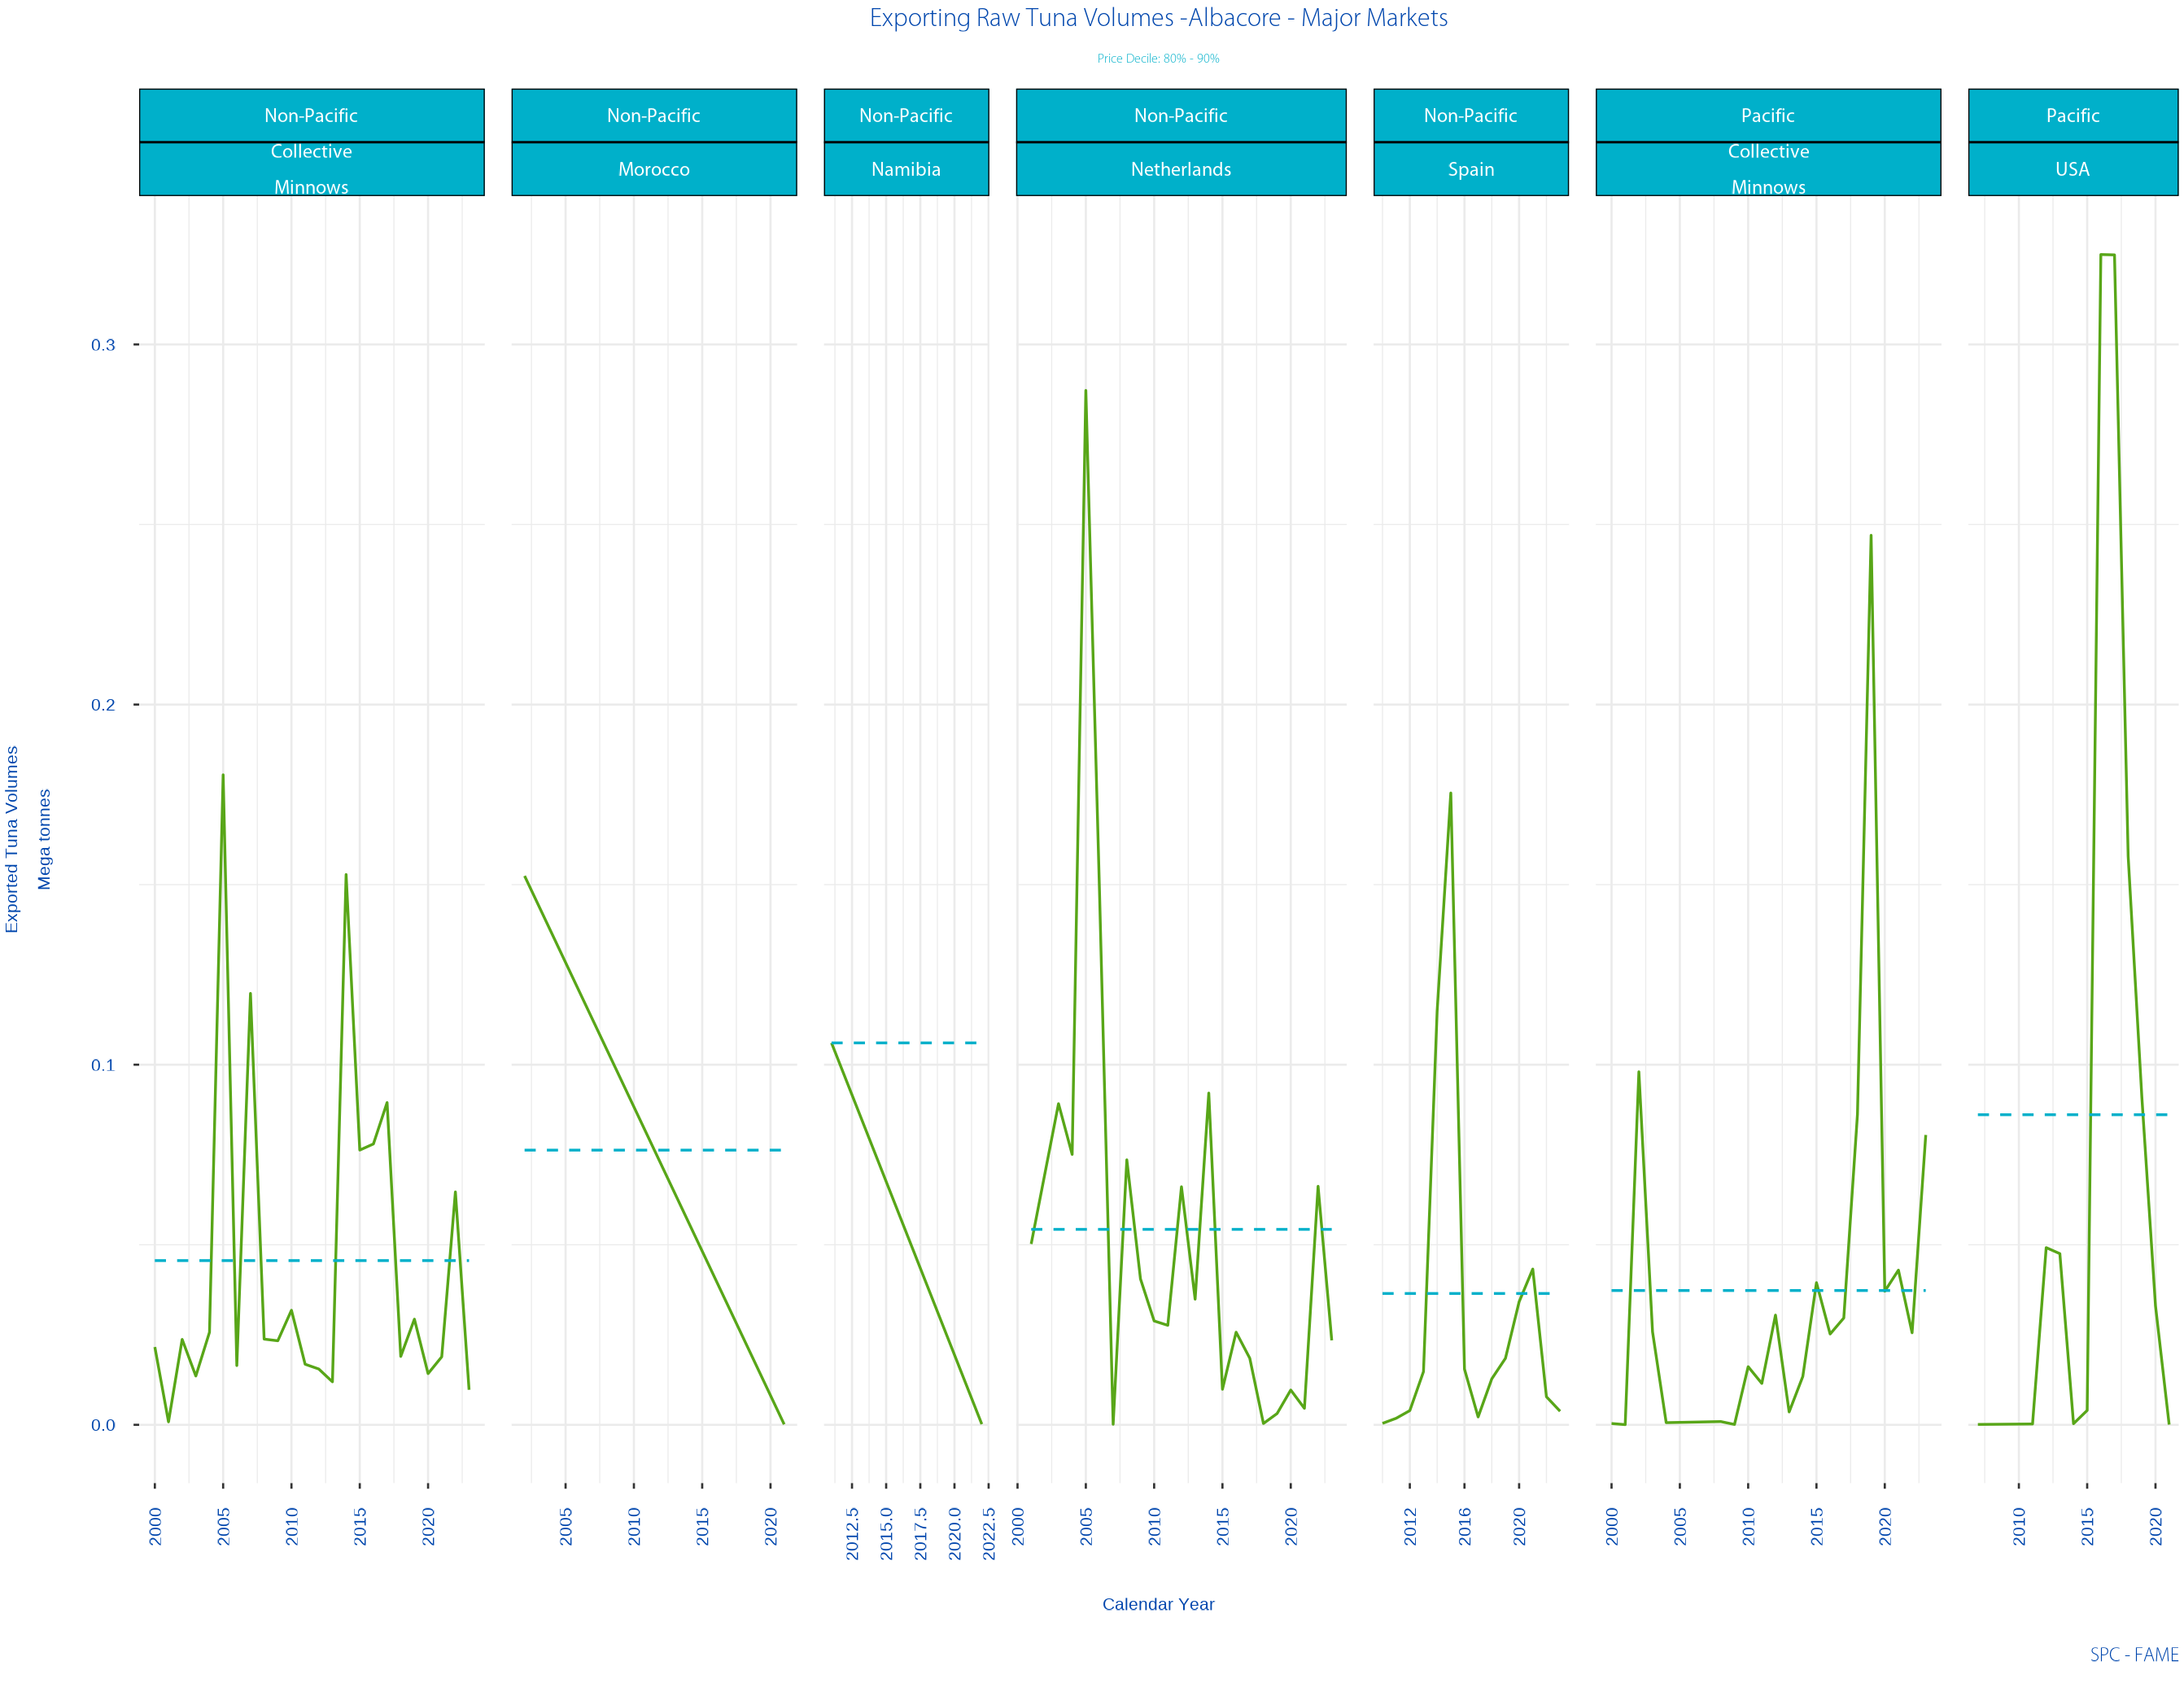 Exporting Raw Tuna Volumes -Albacore - Major Markets
Price Decile: 80% - 90%
Non-Pacific
Non-Pacific
Non-Pacific
Non-Pacific
Non-Pacific
Pacific
Pacific
Collective
Minnows
Morocco
Namibia
Netherlands
Spain
Collective
Minnows
USA
Exported Tuna Volumes
Mega tonnes
0.3
0.2
0.1
0.0
2000 2005 2010 2015 2020
2005 2010 2015 2020
2012.5 2015.0 2017.5 2020.0 2022.5
2000 2005 2010 2015 2020
2012 2016 2020
2000 2005 2010 2015 2020
2010 2015 2020
Calendar Year
SPC - FAME